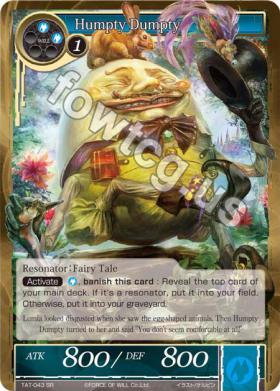 Humpty Dumpty
1
fowtcg.us
Resonator : Fairy Tale
Activate , banish this card : Reveal the top card
of your main deck. If it's a resonator, put it into your field.
Otherwise, put it into your graveyard.
Lumia looked disgusted when she saw the egg-shaped animals. Then Humpty
Dumpty turned to her and said "You don't seem comfortable at all!"
ATK 800 / DEF 800
TAT-043 SR
©FORCE OF WILL Co.,Ltd.